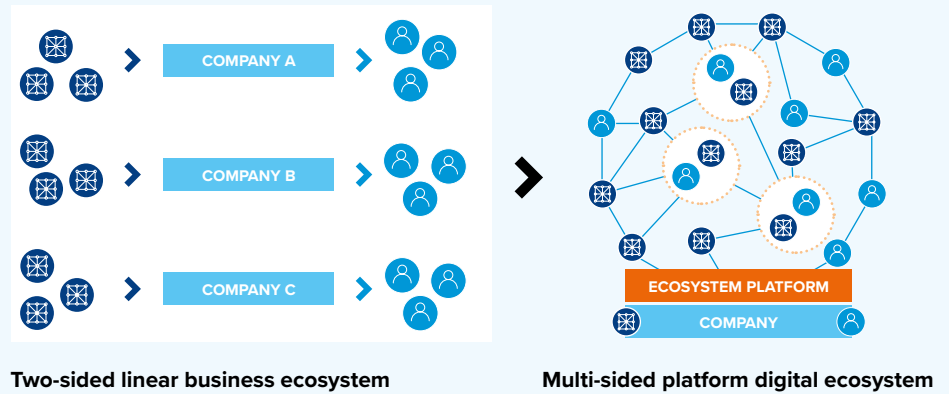 COMPANY A
COMPANY B
COMPANY C
Two-sided linear business ecosystem
ECOSYSTEM PLATFORM
COMPANY
Multi-sided platform digital ecosystem